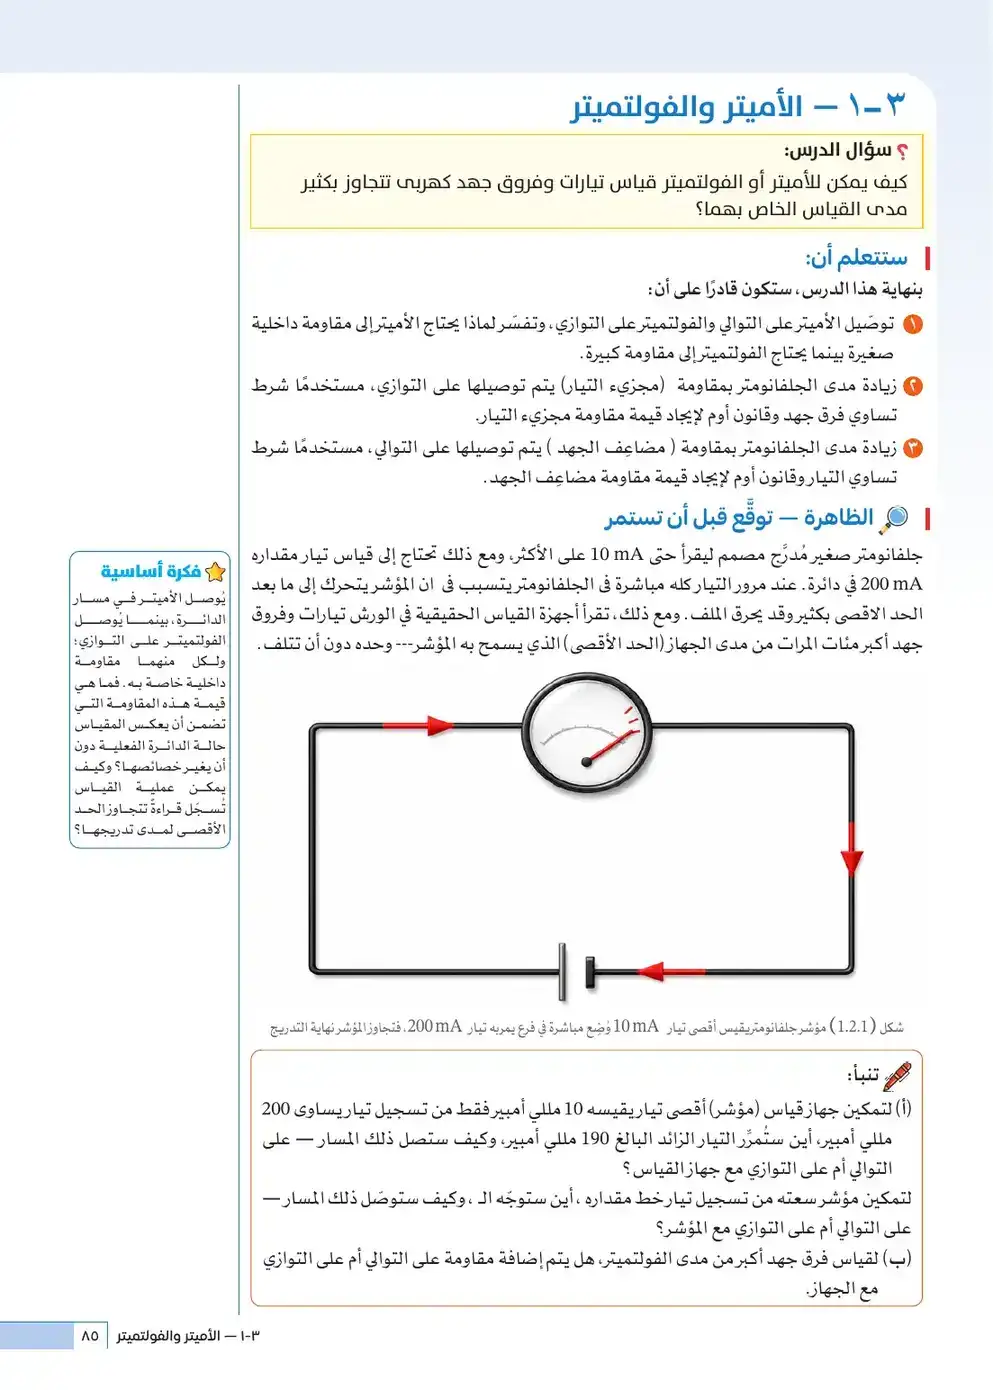 ٣-١ — الأميتر والفولتميتر
؟ سؤال الدرس:
كيف يمكن للأميتر أو الفولتميتر قياس تيارات وفروق جهد كهربى تتجاوز بكثير
مدى القياس الخاص بهما؟
ستتعلم أن:
بنهاية هذا الدرس، ستكون قادرًا على أن:
١ توصّيل الأميتر على التوالي والفولتميتر على التوازي، وتفسّر لماذا يحتاج الأميتر إلى مقاومة داخلية
صغيرة بينما يحتاج الفولتميتر إلى مقاومة كبيرة.
٢ زيادة مدى الجلفانومتر بمقاومة (مجزيء التيار) يتم توصيلها على التوازي، مستخدمًا شرط
تساوي فرق جهد وقانون أوم لإيجاد قيمة مقاومة مجزيء التيار.
٣ زيادة مدى الجلفانومتر بمقاومة ( مضاعِف الجهد ) يتم توصيلها على التوالي، مستخدمًا شرط
تساوي التيار وقانون أوم لإيجاد قيمة مقاومة مضاعِف الجهد.
الظاهرة — توقَّع قبل أن تستمر
جلفانومتر صغير مُدرَّج مصمم ليقرأ حتى 10 mA على الأكثر، ومع ذلك تحتاج إلى قياس تيار مقداره
200 mA في دائرة. عند مرور التيار كله مباشرة فى الجلفانومتر يتسبب فى ان المؤشر يتحرك إلى ما بعد
الحد الاقصى بكثير وقد يحرق الملف. ومع ذلك، تقرأ أجهزة القياس الحقيقية في الورش تيارات وفروق
جهد أكبر مئات المرات من مدى الجهاز (الحد الأقصى) الذي يسمح به المؤشر--- وحده دون أن تتلف.
فكرة أساسية
يُوصل الأميتر في مسار
الدائرة، بينما يُوصل
الفولتميتر على التوازي؛
ولكل منهما مقاومة
داخلية خاصة به. فما هي
قيمة هذه المقاومة التي
تضمن أن يعكس المقياس
حالة الدائرة الفعلية دون
أن يغير خصائصها؟ وكيف
يمكن عملية القياس
تُسجّل قراءةً تتجاوز الحد
الأقصى لمدى تدريجها؟
شكل (1.2.1) مؤشر جلفانومتر يقيس أقصى تيار 10 mA وُضِع مباشرة في فرع يمر به تيار 200 mA، فتجاوز المؤشر نهاية التدريج
تنبأ:
(أ) لتمكين جهاز قياس (مؤشر) أقصى تيار يقيسه 10 مللي أمبير فقط من تسجيل تيار يساوى 200
مللي أمبير، أين ستُمرِّر التيار الزائد البالغ 190 مللي أمبير، وكيف ستصل ذلك المسار — على
التوالي أم على التوازي مع جهاز القياس؟
لتمكين مؤشر سعته من تسجيل تيار خط مقداره ، أين ستوجّه الـ ، وكيف ستوصّل ذلك المسار —
على التوالي أم على التوازي مع المؤشر؟
(ب) لقياس فرق جهد أكبر من مدى الفولتميتر، هل يتم إضافة مقاومة على التوالي أم على التوازي
مع الجهاز.
٣-١ — الأميتر والفولتميتر ٨٥